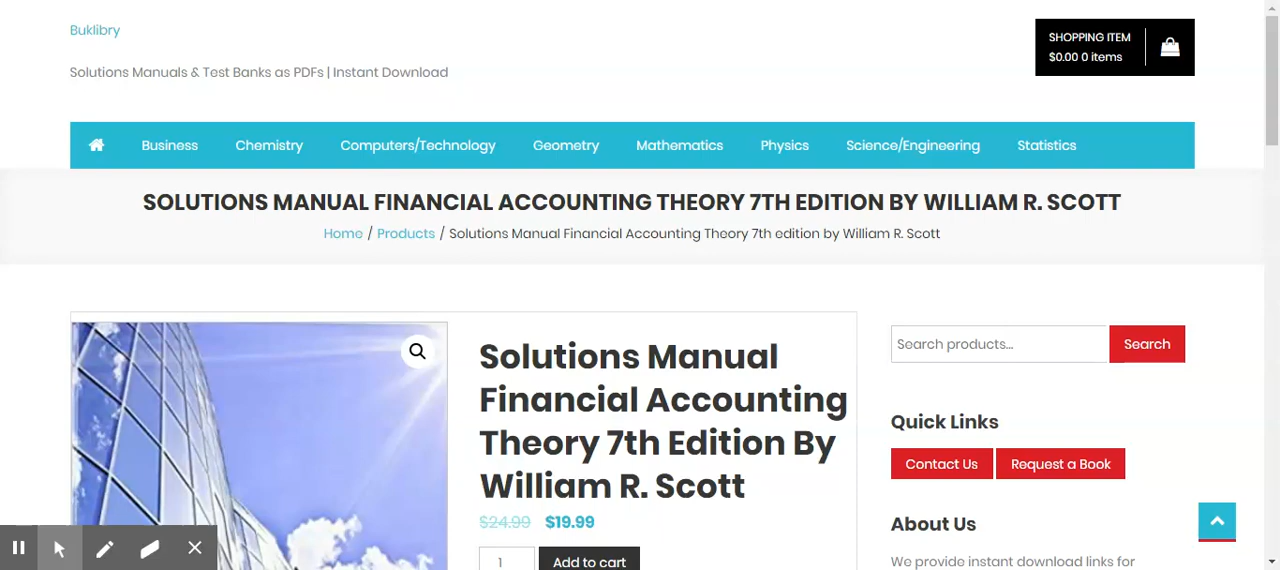 Buklibry
SHOPPING ITEM
$0.00 0 items
Solutions Manuals & Test Banks as PDFs | Instant Download
Business Chemistry Computers/Technology Geometry Mathematics Physics Science/Engineering Statistics
SOLUTIONS MANUAL FINANCIAL ACCOUNTING THEORY 7TH EDITION BY WILLIAM R. SCOTT
Home / Products / Solutions Manual Financial Accounting Theory 7th edition by William R. Scott
Solutions Manual
Financial Accounting
Theory 7th Edition By
William R. Scott
$24.99 $19.99
1 Add to cart
Search products... Search
Quick Links
Contact Us Request a Book
About Us
We provide instant download links for